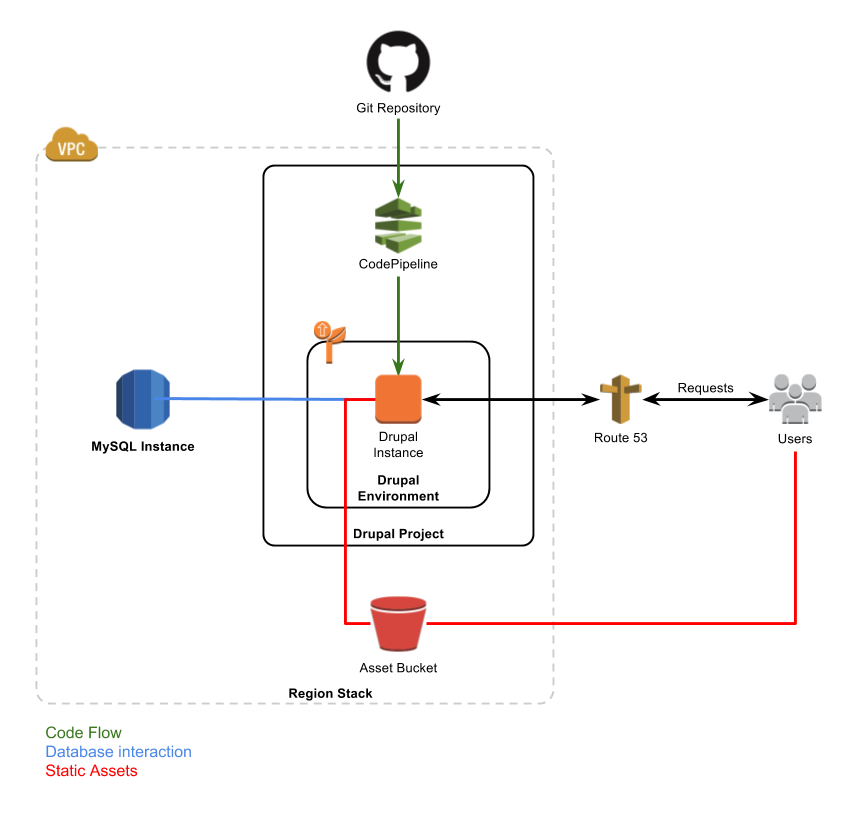 Git Repository
VPC
CodePipeline
MySQL Instance
Drupal
Instance
Drupal
Environment
Drupal Project
Route 53
Requests
Users
Asset Bucket
Region Stack
Code Flow
Database interaction
Static Assets